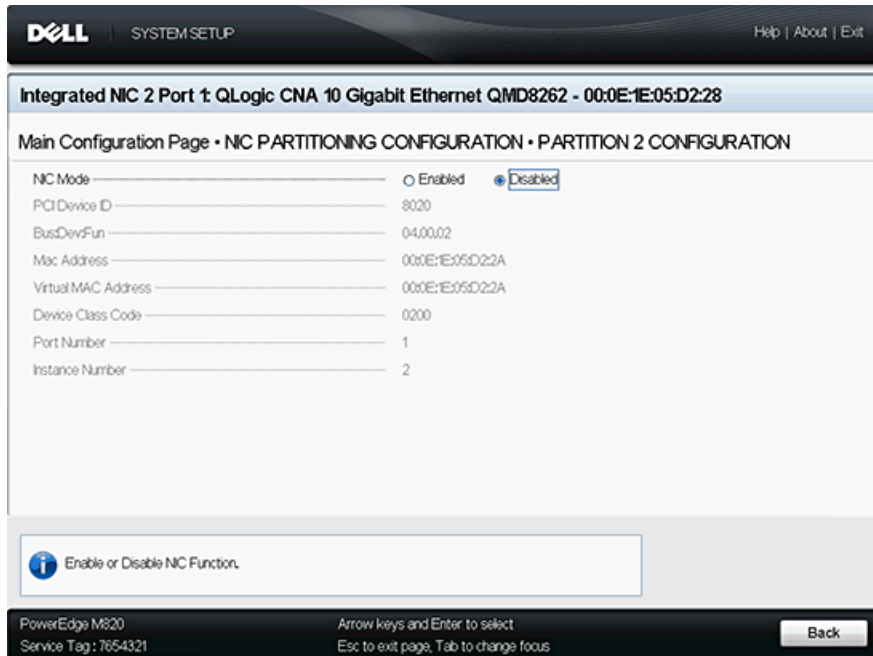 DELL
SYSTEM SETUP
Help | About | Exit
Integrated NIC 2 Port 1: QLogic CNA 10 Gigabit Ethernet QMD8262 - 00:0E:1E:05:D2:28
Main Configuration Page • NIC PARTITIONING CONFIGURATION • PARTITION 2 CONFIGURATION
NIC Mode Enabled Disabled
PCI Device ID 8020
BusDevFun 04,00,02
Mac Address 00:0E:1E:05:D2:2A
Virtual MAC Address 00:0E:1E:05:D2:2A
Device Class Code 0200
Port Number 1
Instance Number 2
Enable or Disable NIC Function.
PowerEdge M820
Service Tag : 7654321
Arrow keys and Enter to select
Esc to exit page, Tab to change focus
Back